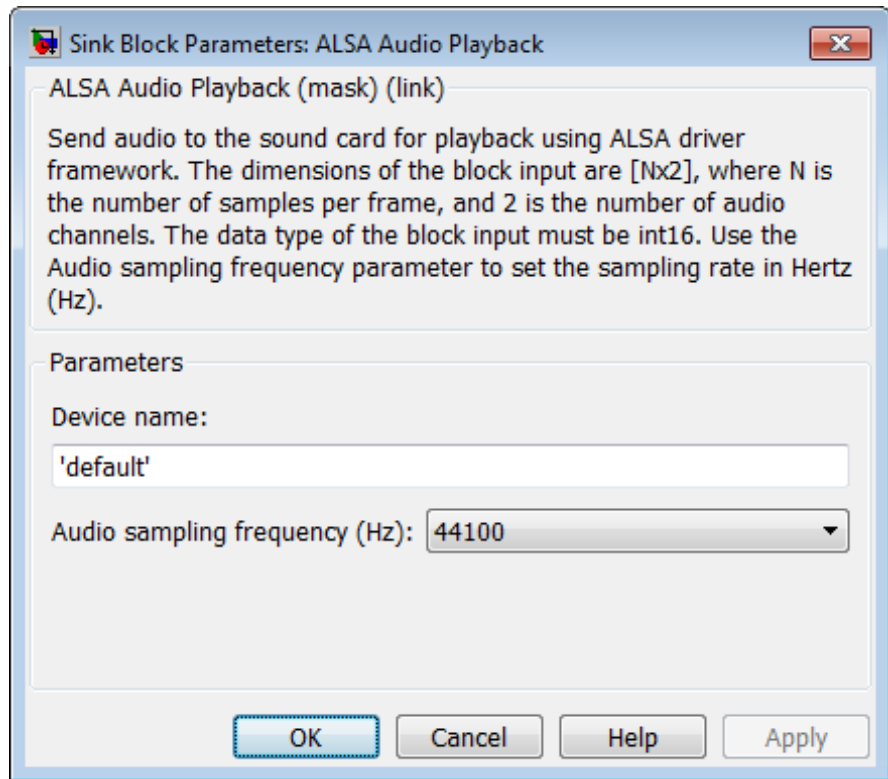 Sink Block Parameters: ALSA Audio Playback
ALSA Audio Playback (mask) (link)
Send audio to the sound card for playback using ALSA driver
framework. The dimensions of the block input are [Nx2], where N is
the number of samples per frame, and 2 is the number of audio
channels. The data type of the block input must be int16. Use the
Audio sampling frequency parameter to set the sampling rate in Hertz
(Hz).
Parameters
Device name:
'default'
Audio sampling frequency (Hz): 44100
OK Cancel Help Apply